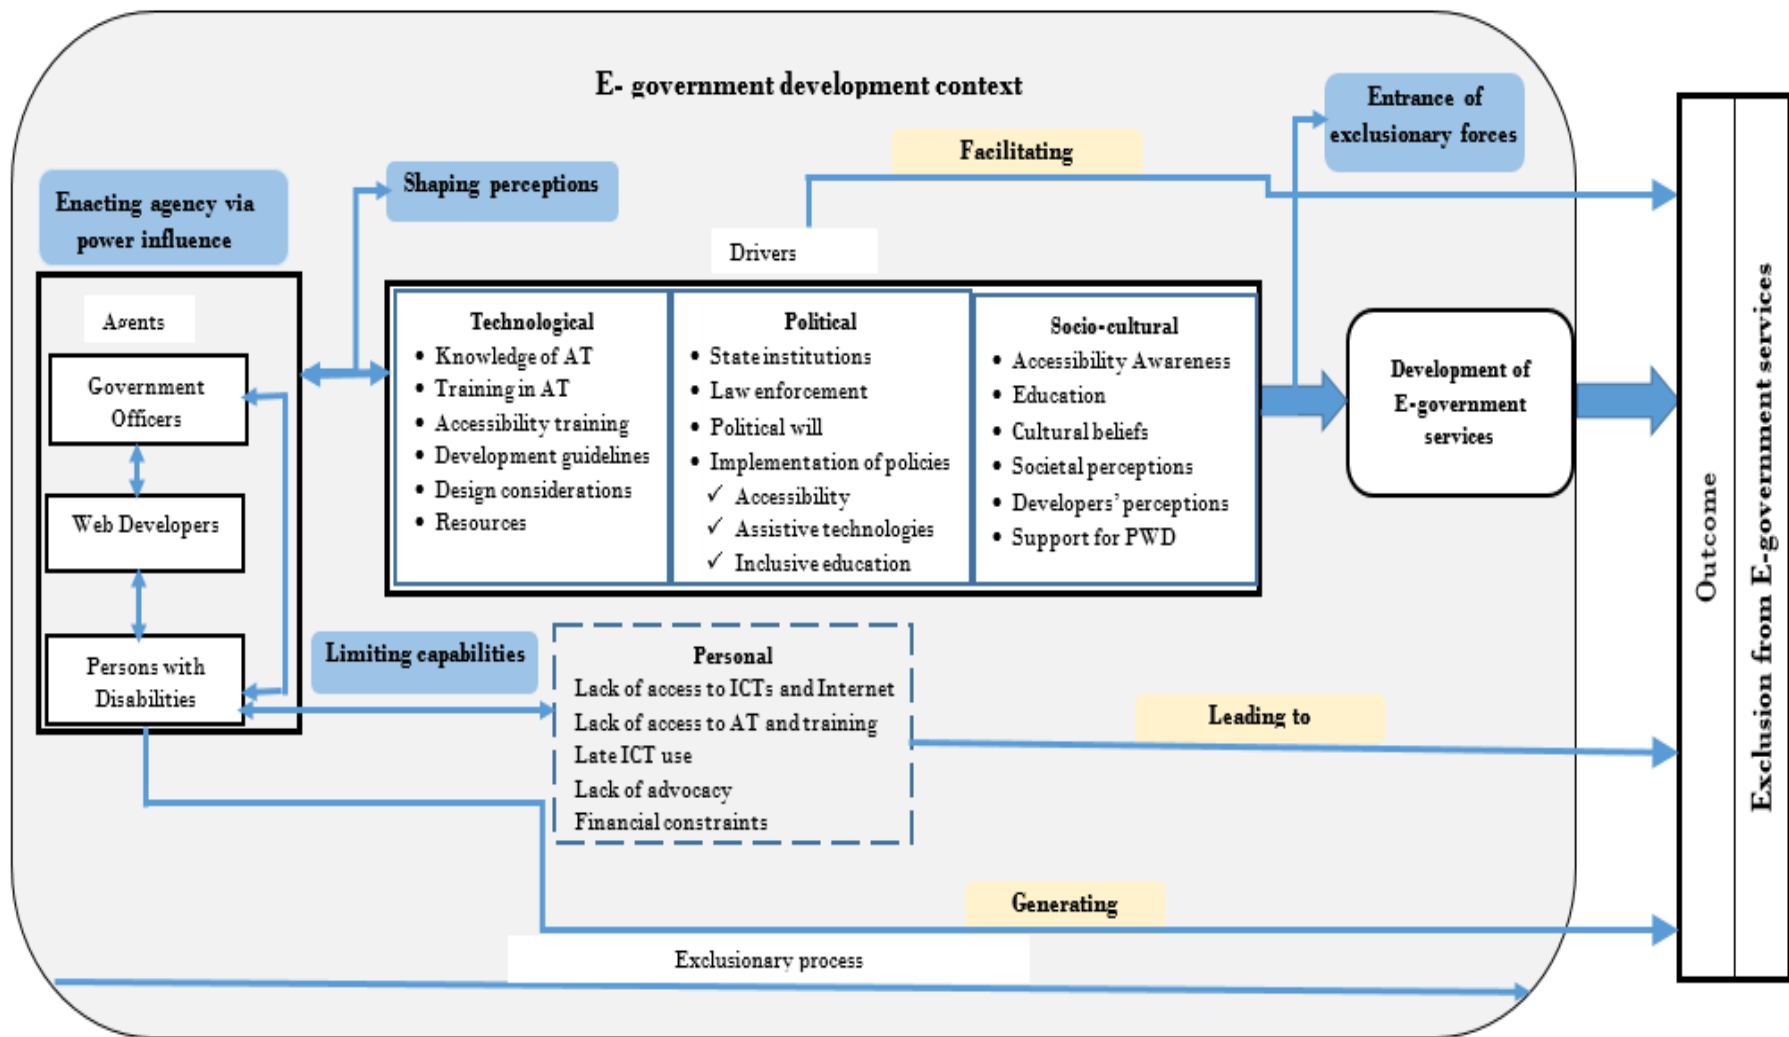 E- government development context
Entrance of
exclusionary forces
Facilitating
Shaping perceptions
Enacting agency via
power influence
Drivers
Agents
Government
Officers
Web Developers
Persons with
Disabilities
Technological
• Knowledge of AT
• Training in AT
• Accessibility training
• Development guidelines
• Design considerations
• Resources
Political
• State institutions
• Law enforcement
• Political will
• Implementation of policies
✓ Accessibility
✓ Assistive technologies
✓ Inclusive education
Socio-cultural
• Accessibility Awareness
• Education
• Cultural beliefs
• Societal perceptions
• Developers’ perceptions
• Support for PWD
Development of
E-government
services
Limiting capabilities
Personal
Lack of access to ICTs and Internet
Lack of access to AT and training
Late ICT use
Lack of advocacy
Financial constraints
Leading to
Generating
Exclusionary process
Outcome
Exclusion from E-government services